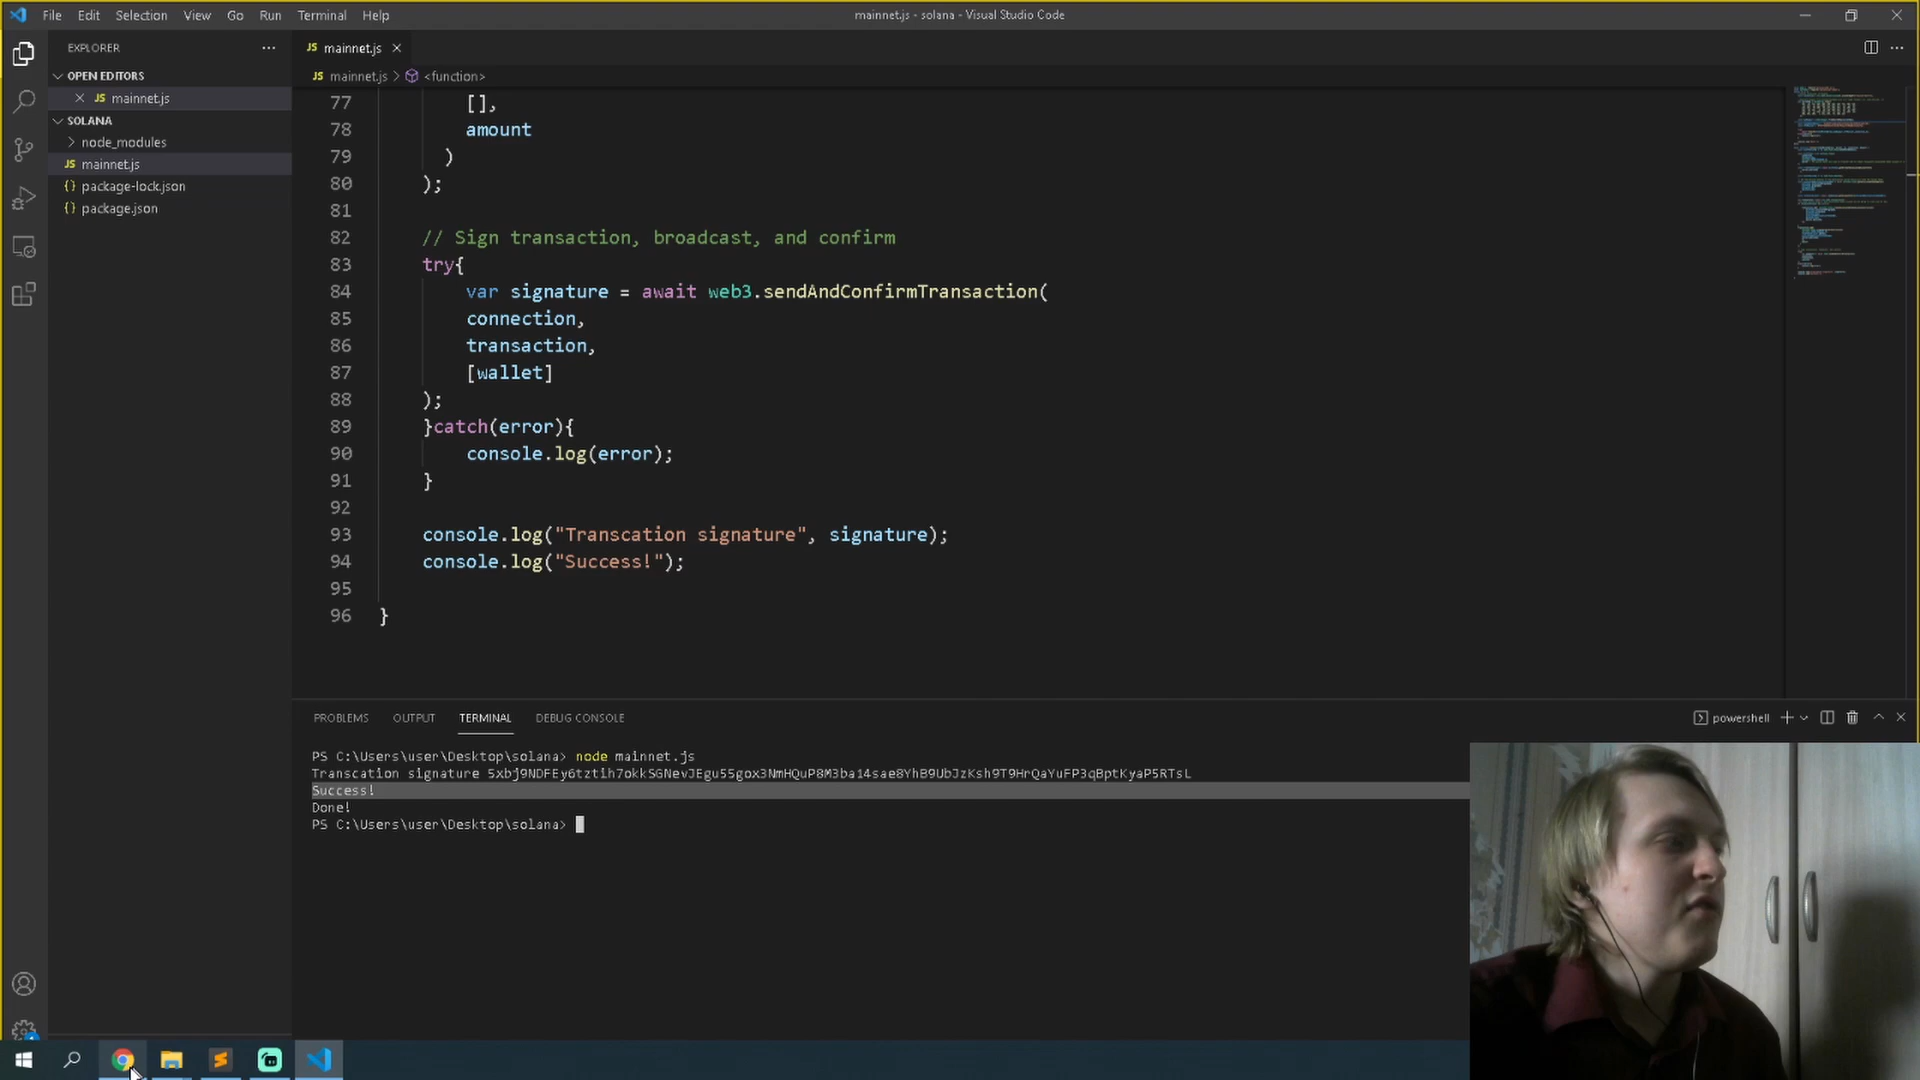 File Edit Selection View Go Run Terminal Help
mainnet.js - solana - Visual Studio Code
EXPLORER
OPEN EDITORS
JS mainnet.js
SOLANA
node_modules
JS mainnet.js
{} package-lock.json
{} package.json
JS mainnet.js
JS mainnet.js > <function>
77 [],
78 amount
79 )
80 );
81
82 // Sign transaction, broadcast, and confirm
83 try{
84 var signature = await web3.sendAndConfirmTransaction(
85 connection,
86 transaction,
87 [wallet]
88 );
89 }catch(error){
90 console.log(error);
91 }
92
93 console.log("Transcation signature", signature);
94 console.log("Success!");
95
96 }
PROBLEMS OUTPUT TERMINAL DEBUG CONSOLE
powershell
PS C:\Users\user\Desktop\solana> node mainnet.js
Transcation signature 5xbj9NDFEy6tztih7okkSGNevJEgu55gox3NmHQuP8M3ba14sae8YhB9UbJzKsh9T9HrQaYuFP3qBptKyaP5RTsL
Success!
Done!
PS C:\Users\user\Desktop\solana>